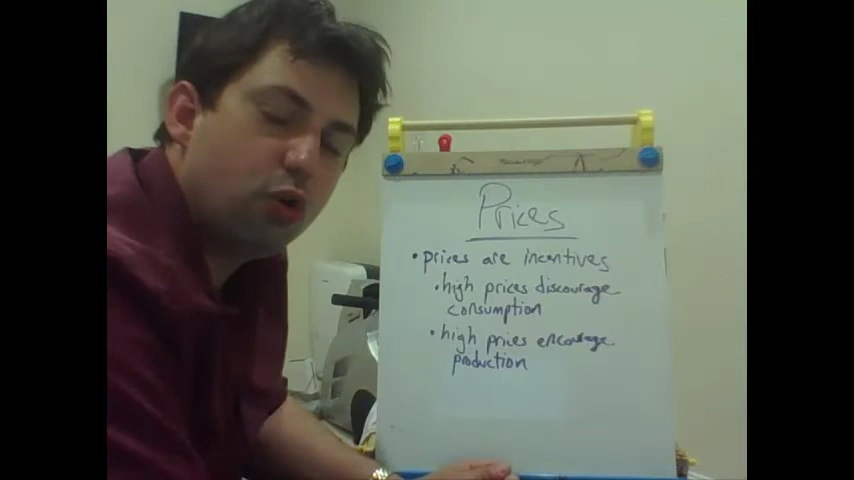 Prices
• prices are incentives
• high prices discourage
consumption
• high prices encourage
production